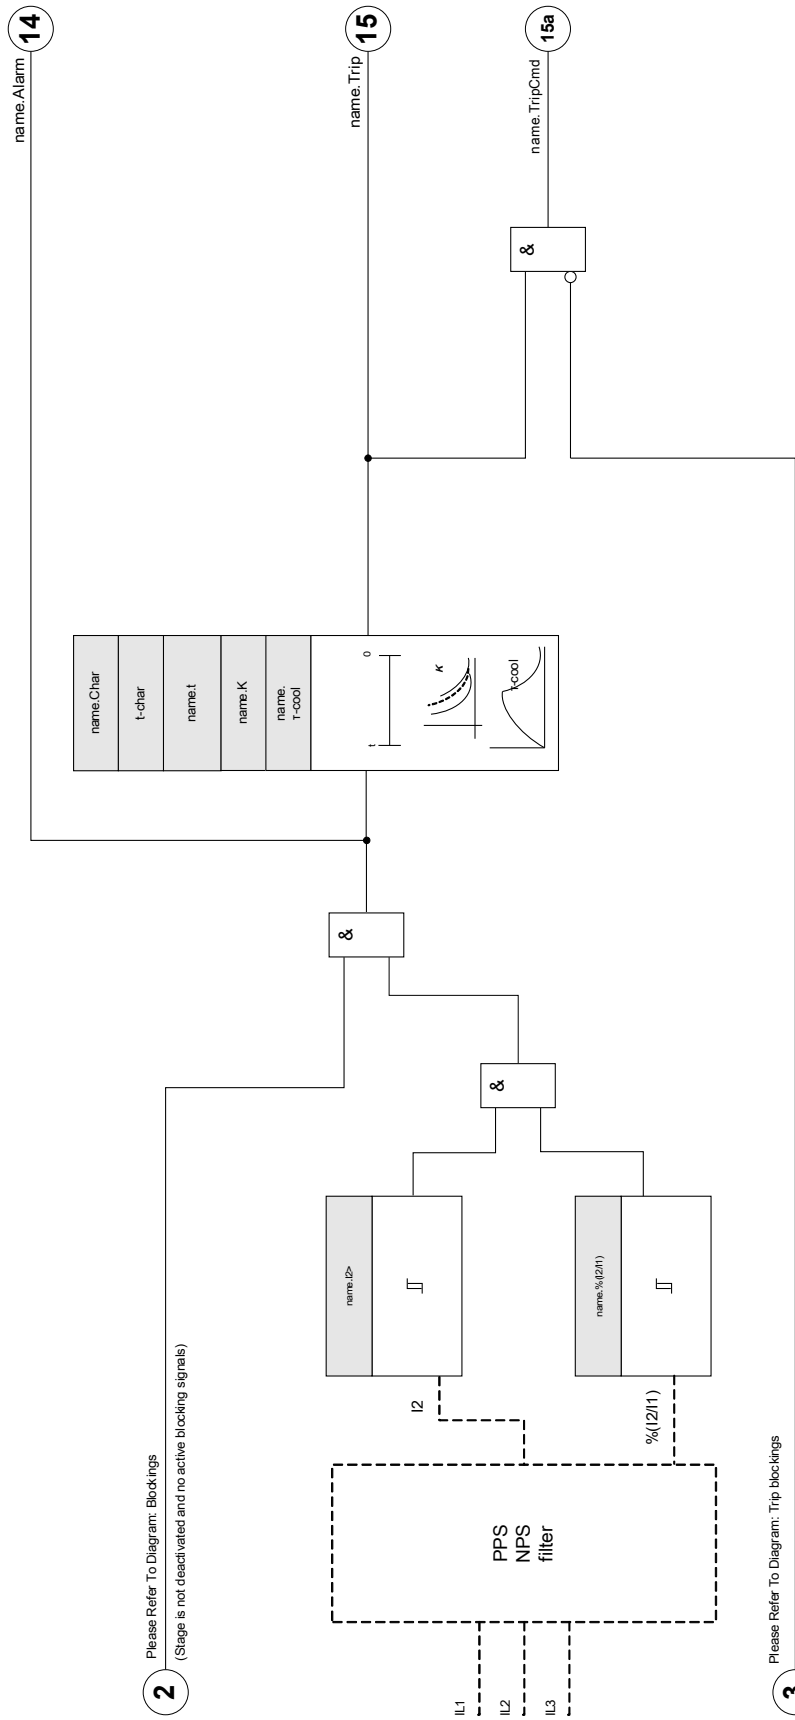 14
name.Alarm
15
name.Trip
15a
name.TripCmd
&
name.Char
t-char
name.t
name.K
name.
τ-cool
t
0
K
τ-cool
&
&
name.I2>
name.%(I2/I1)
I2
%(I2/I1)
PPS
NPS
filter
IL1
IL2
IL3
2
Please Refer To Diagram: Blockings
(Stage is not deactivated and no active blocking signals)
3
Please Refer To Diagram: Trip blockings